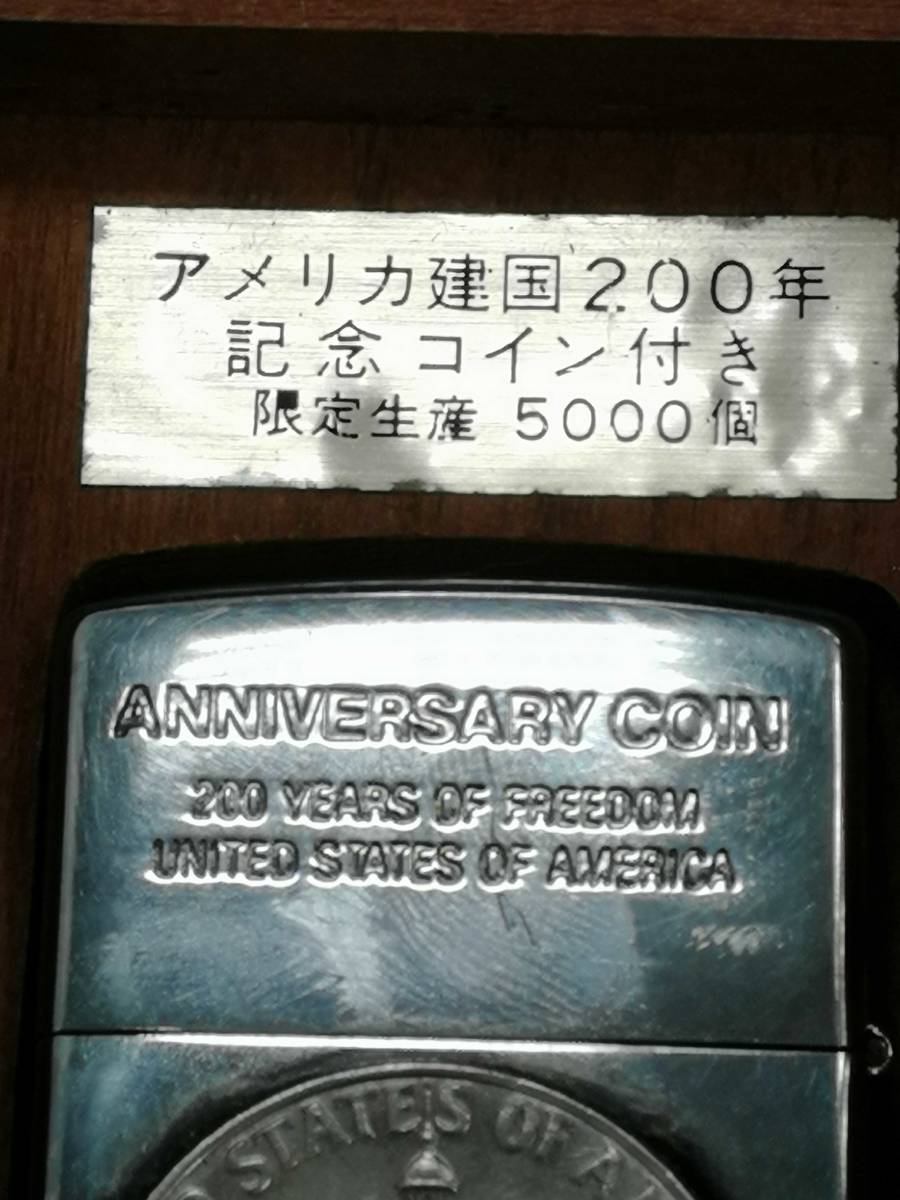 アメリカ建国200年
記念コイン付き
限定生産 5000個
ANNIVERSARY COIN
200 YEARS OF FREEDOM
UNITED STATES OF AMERICA
STATES OF A